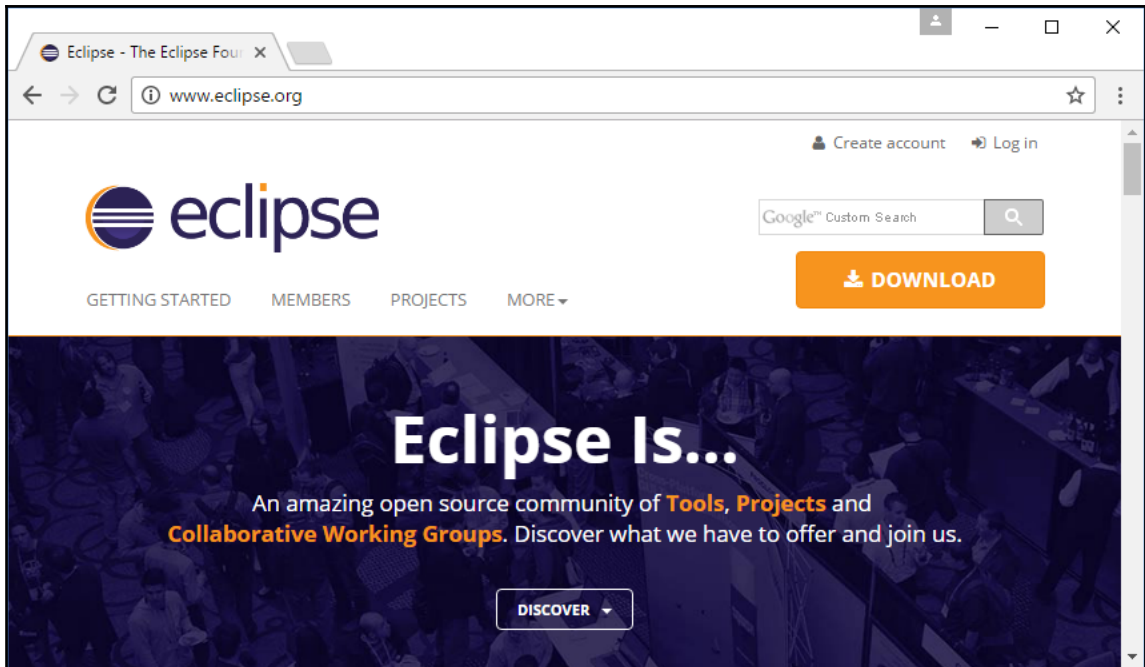 Eclipse - The Eclipse Four
www.eclipse.org
Create account Log in
eclipse
Google™ Custom Search
DOWNLOAD
GETTING STARTED MEMBERS PROJECTS MORE
Eclipse Is...
An amazing open source community of Tools, Projects and
Collaborative Working Groups. Discover what we have to offer and join us.
DISCOVER